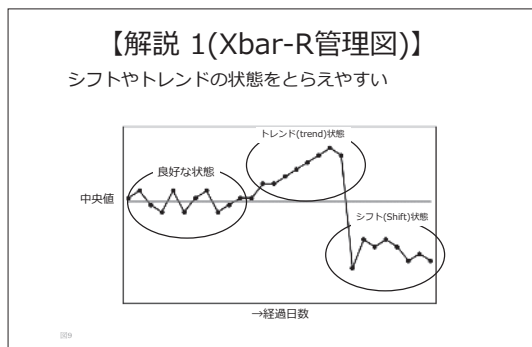 【解説 1(Xbar-R管理図)】
シフトやトレンドの状態をとらえやすい
トレンド(trend)状態
良好な状態
中央値
シフト(Shift)状態
→経過日数
図9